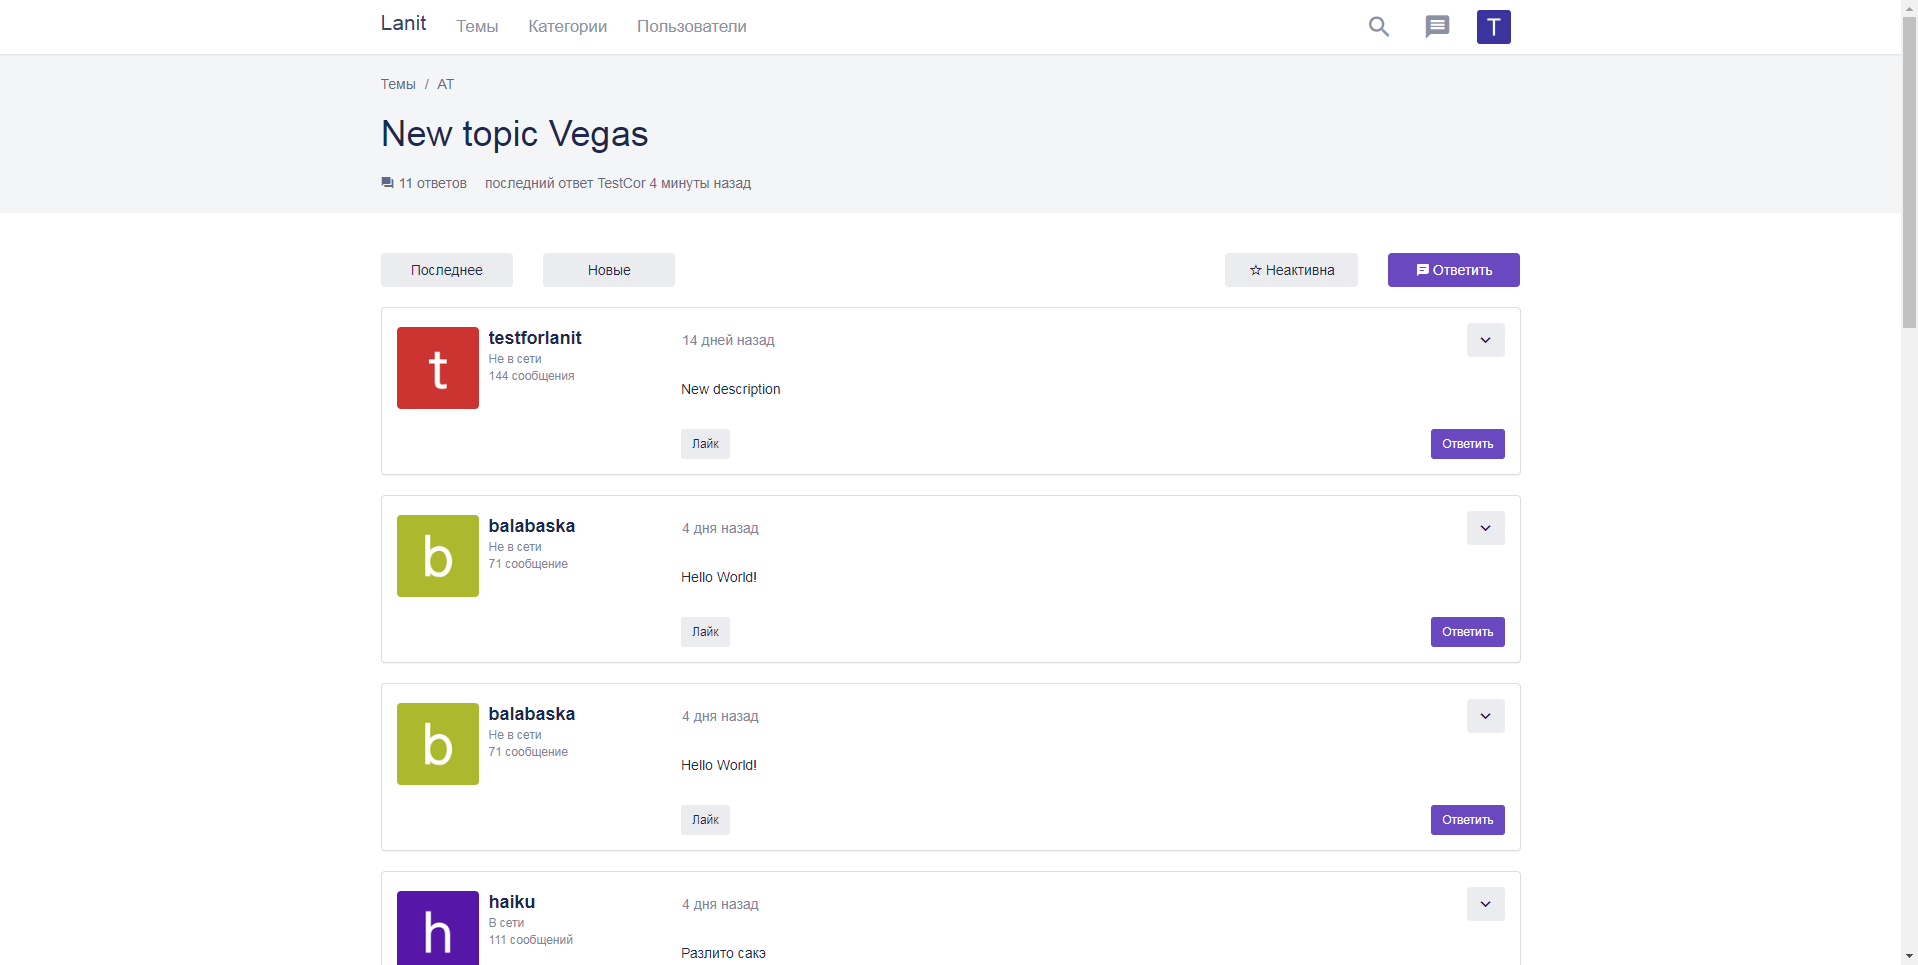 Lanit Темы Категории Пользователи T
Темы / AT
New topic Vegas
11 ответов последний ответ TestCor 4 минуты назад
Последнее Новые Неактивна Ответить
t testforlanit 14 дней назад
Не в сети
144 сообщения
New description
Лайк Ответить
b balabaska 4 дня назад
Не в сети
71 сообщение
Hello World!
Лайк Ответить
b balabaska 4 дня назад
Не в сети
71 сообщение
Hello World!
Лайк Ответить
h haiku 4 дня назад
В сети
111 сообщений
Разлито сакэ